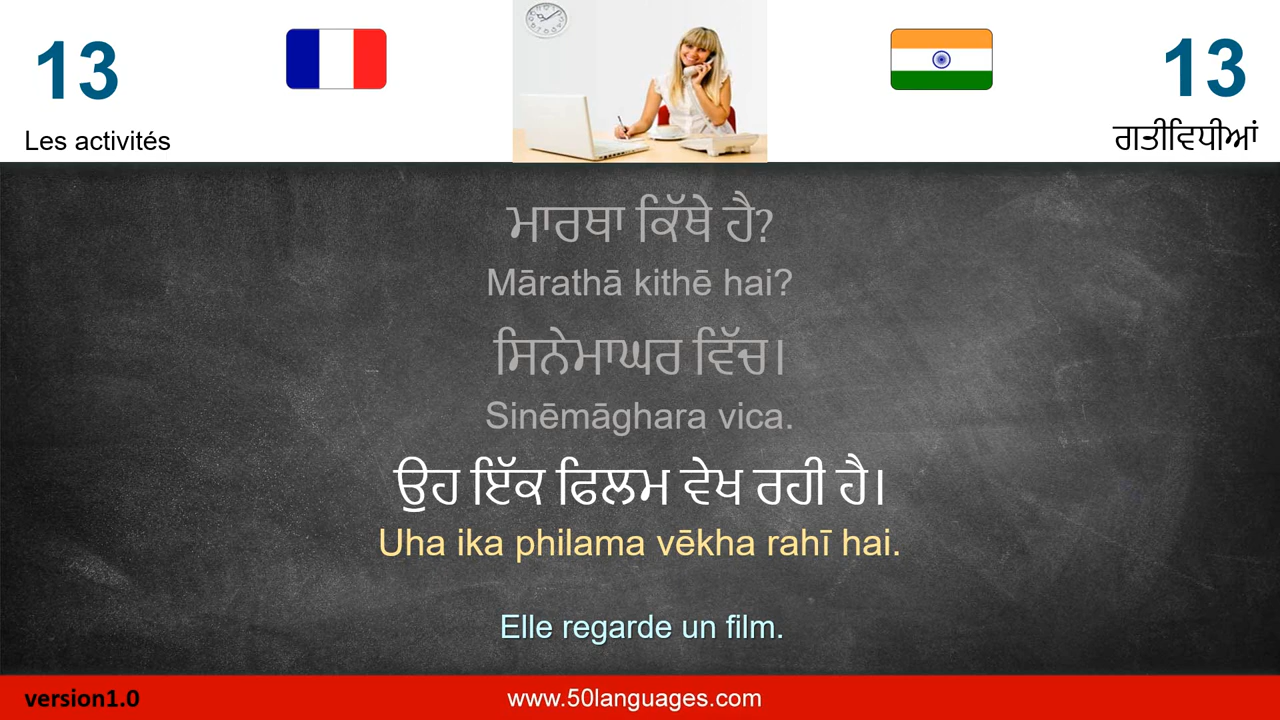 13
Les activités
13
ਗਤੀਵਿਧੀਆਂ
ਮਾਰਥਾ ਕਿੱਥੇ ਹੈ?
Mārathā kithē hai?
ਸਿਨੇਮਾਘਰ ਵਿੱਚ।
Sinēmāghara vica.
ਉਹ ਇੱਕ ਫਿਲਮ ਵੇਖ ਰਹੀ ਹੈ।
Uha ika philama vēkha rahī hai.
Elle regarde un film.
version1.0
www.50languages.com